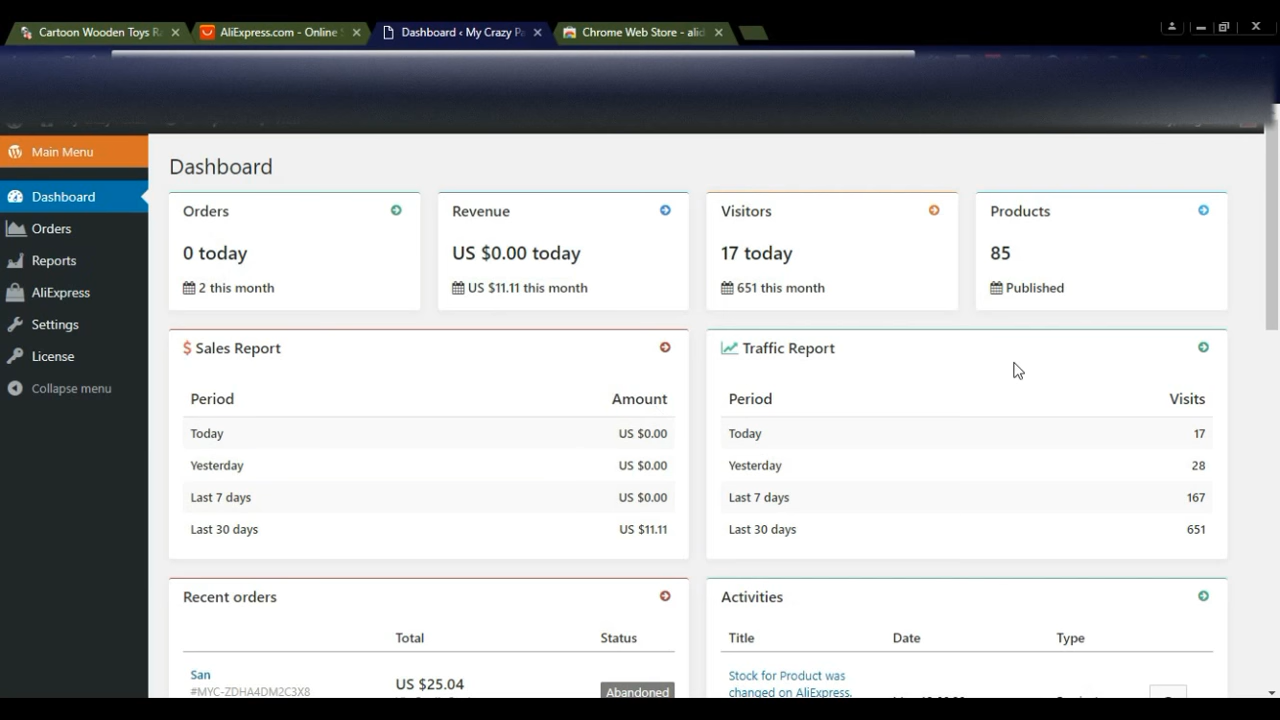 Cartoon Wooden Toys R
AliExpress.com - Online
Dashboard ‹ My Crazy P
Chrome Web Store - alid
Main Menu
Dashboard
Orders
Reports
AliExpress
Settings
License
Collapse menu
Dashboard
Orders
0 today
2 this month
Revenue
US $0.00 today
US $11.11 this month
Visitors
17 today
651 this month
Products
85
Published
$ Sales Report
Period Amount
Today US $0.00
Yesterday US $0.00
Last 7 days US $0.00
Last 30 days US $11.11
Traffic Report
Period Visits
Today 17
Yesterday 28
Last 7 days 167
Last 30 days 651
Recent orders
Total Status
San
#MYC-ZDHA4DM2C3X8
US $25.04
Abandoned
Activities
Title Date Type
Stock for Product was
changed on AliExpress.